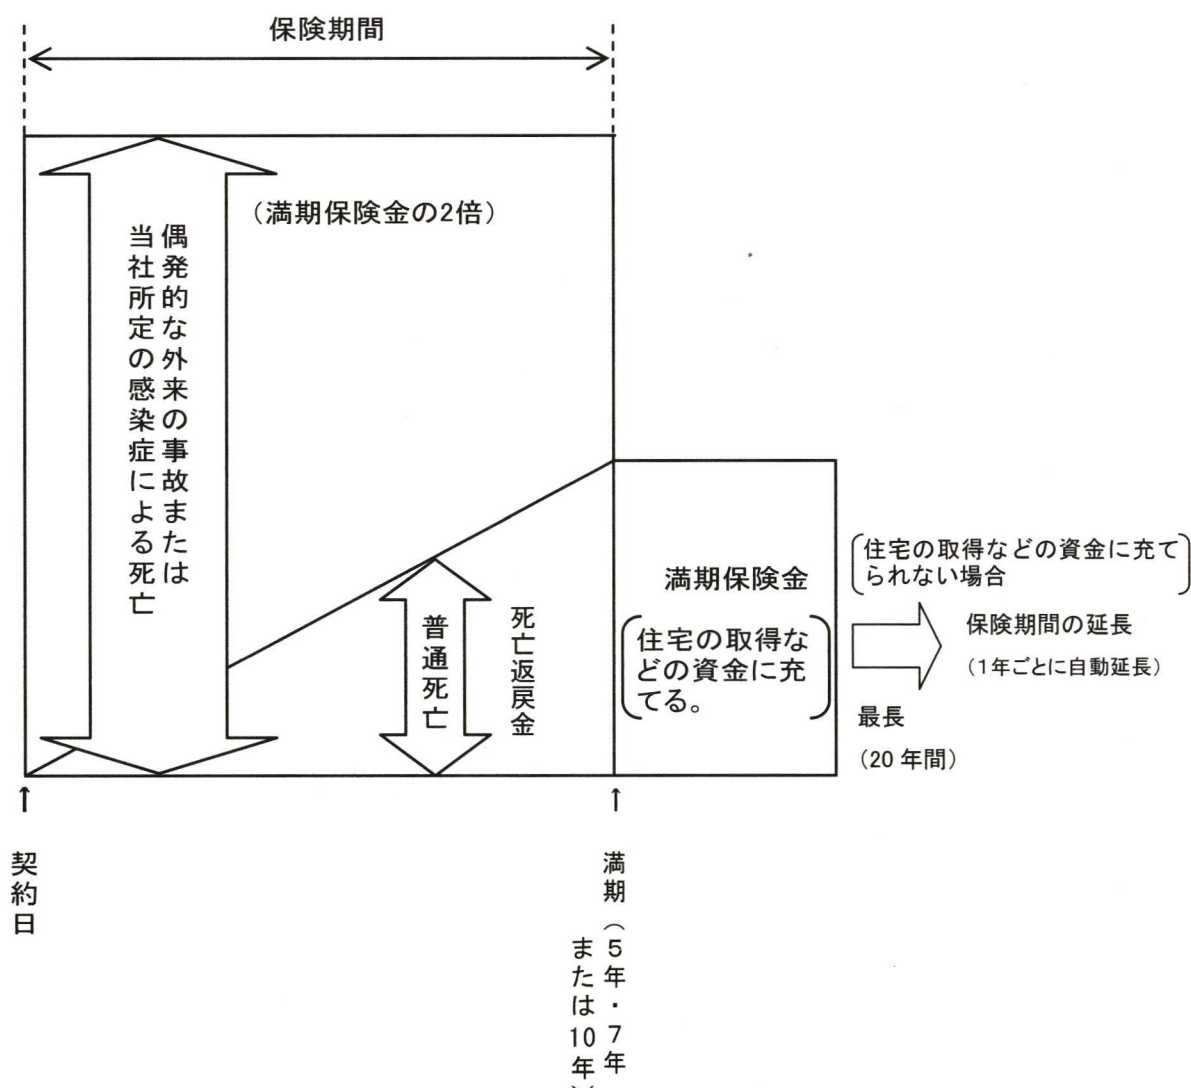 保険期間
(満期保険金の2倍)
偶発的な外来の事故または
当社所定の感染症による死亡
普通死亡
死亡返戻金
満期保険金
住宅の取得な
どの資金に充
てる。
住宅の取得などの資金に充て
られない場合
保険期間の延長
(1年ごとに自動延長)
最長
(20年間)
↑
契約日
↑
満期(5年・7年
または10年)